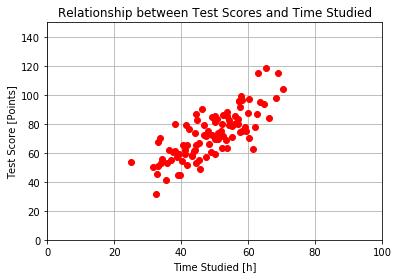 Relationship between Test Scores and Time Studied
Test Score [Points]
140
120
100
80
60
40
20
0
0 20 40 60 80 100
Time Studied [h]